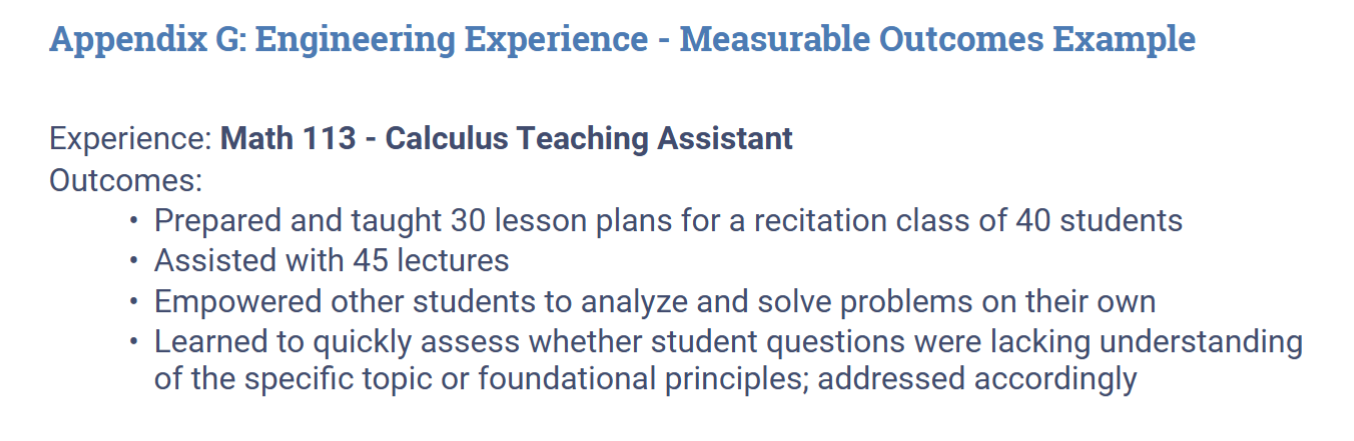 Appendix G: Engineering Experience - Measurable Outcomes Example
Experience: Math 113 - Calculus Teaching Assistant
Outcomes:
• Prepared and taught 30 lesson plans for a recitation class of 40 students
• Assisted with 45 lectures
• Empowered other students to analyze and solve problems on their own
• Learned to quickly assess whether student questions were lacking understanding
of the specific topic or foundational principles; addressed accordingly